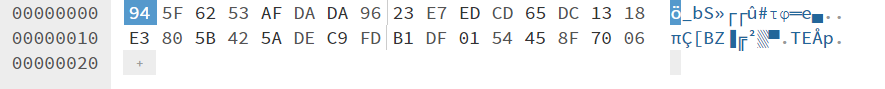 00000000 94 5F 62 53 AF DA DA 96 23 E7 ED CD 65 DC 13 18 ö_bS»┌┌û#τφ═e▄..
00000010 E3 80 5B 42 5A DE C9 FD B1 DF 01 54 45 8F 70 06 πÇ[BZ▐╔²▒▀.TEÅp.
00000020 +